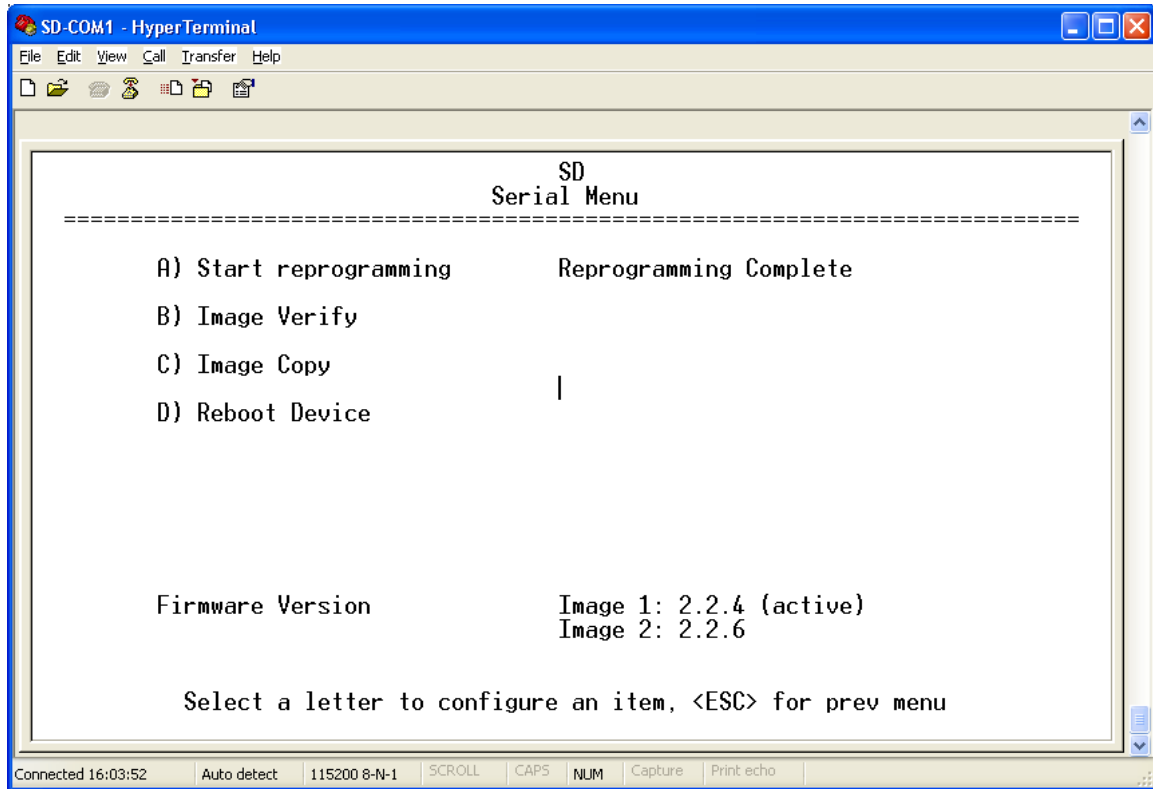 SD-COM1 - HyperTerminal
File Edit View Call Transfer Help
SD
Serial Menu
============================================================================
A) Start reprogramming Reprogramming Complete
B) Image Verify
C) Image Copy
D) Reboot Device
Firmware Version Image 1: 2.2.4 (active)
Image 2: 2.2.6
Select a letter to configure an item, <ESC> for prev menu
Connected 16:03:52 Auto detect 115200 8-N-1 SCROLL CAPS NUM Capture Print echo